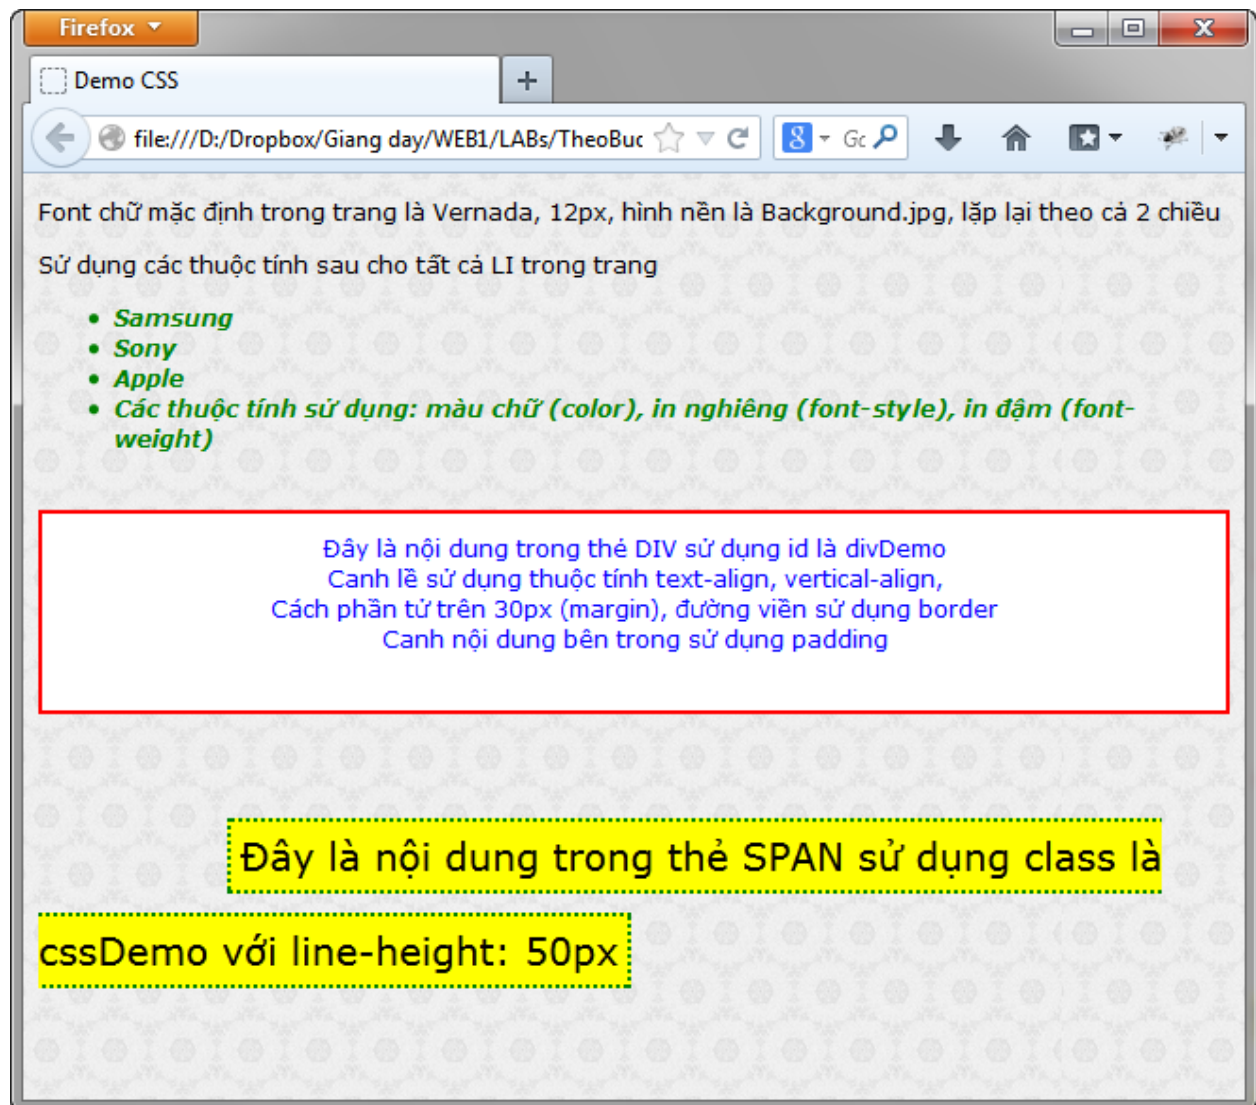 Firefox
Demo CSS
file:///D:/Dropbox/Giang day/WEB1/LABs/TheoBuc
8
Gc
Font chữ mặc định trong trang là Vernada, 12px, hình nền là Background.jpg, lặp lại theo cả 2 chiều
Sử dụng các thuộc tính sau cho tất cả LI trong trang
• Samsung
• Sony
• Apple
• Các thuộc tính sử dụng: màu chữ (color), in nghiêng (font-style), in đậm (font-
weight)
Đây là nội dung trong thẻ DIV sử dụng id là divDemo
Canh lề sử dụng thuộc tính text-align, vertical-align,
Cách phần tử trên 30px (margin), đường viền sử dụng border
Canh nội dung bên trong sử dụng padding
Đây là nội dung trong thẻ SPAN sử dụng class là
cssDemo với line-height: 50px